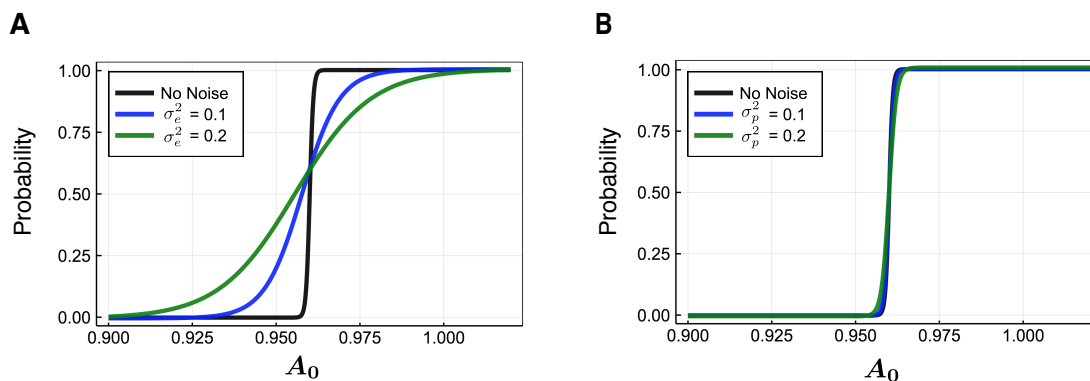 A
Probability
1.00
0.75
0.50
0.25
0.00
No Noise
σ_e^2 = 0.1
σ_e^2 = 0.2
0.900 0.925 0.950 0.975 1.000
A_0
B
Probability
1.00
0.75
0.50
0.25
0.00
No Noise
σ_p^2 = 0.1
σ_p^2 = 0.2
0.900 0.925 0.950 0.975 1.000
A_0